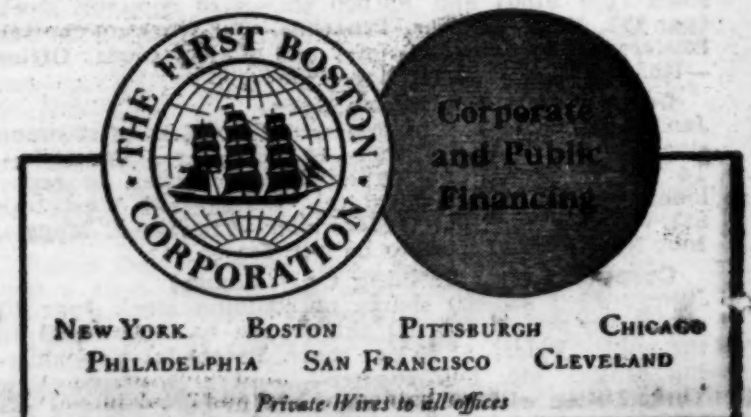 THE FIRST BOSTON
CORPORATION
Corporate
and Public
Financing
NEW YORK BOSTON PITTSBURGH CHICAGO
PHILADELPHIA SAN FRANCISCO CLEVELAND
Private Wires to all offices